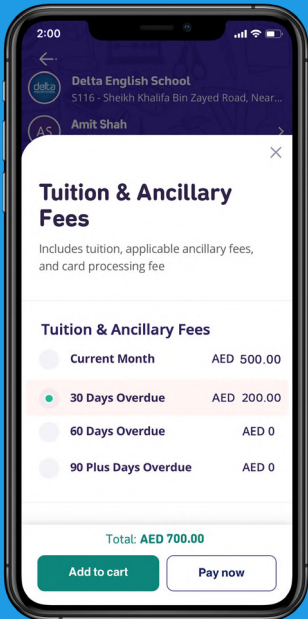 2:00
delta
Delta English School
S116 - Sheikh Khalifa Bin Zayed Road, Near...
AS
Amit Shah
Tuition & Ancillary
Fees
Includes tuition, applicable ancillary fees,
and card processing fee
Tuition & Ancillary Fees
Current Month AED 500.00
30 Days Overdue AED 200.00
60 Days Overdue AED 0
90 Plus Days Overdue AED 0
Total: AED 700.00
Add to cart Pay now